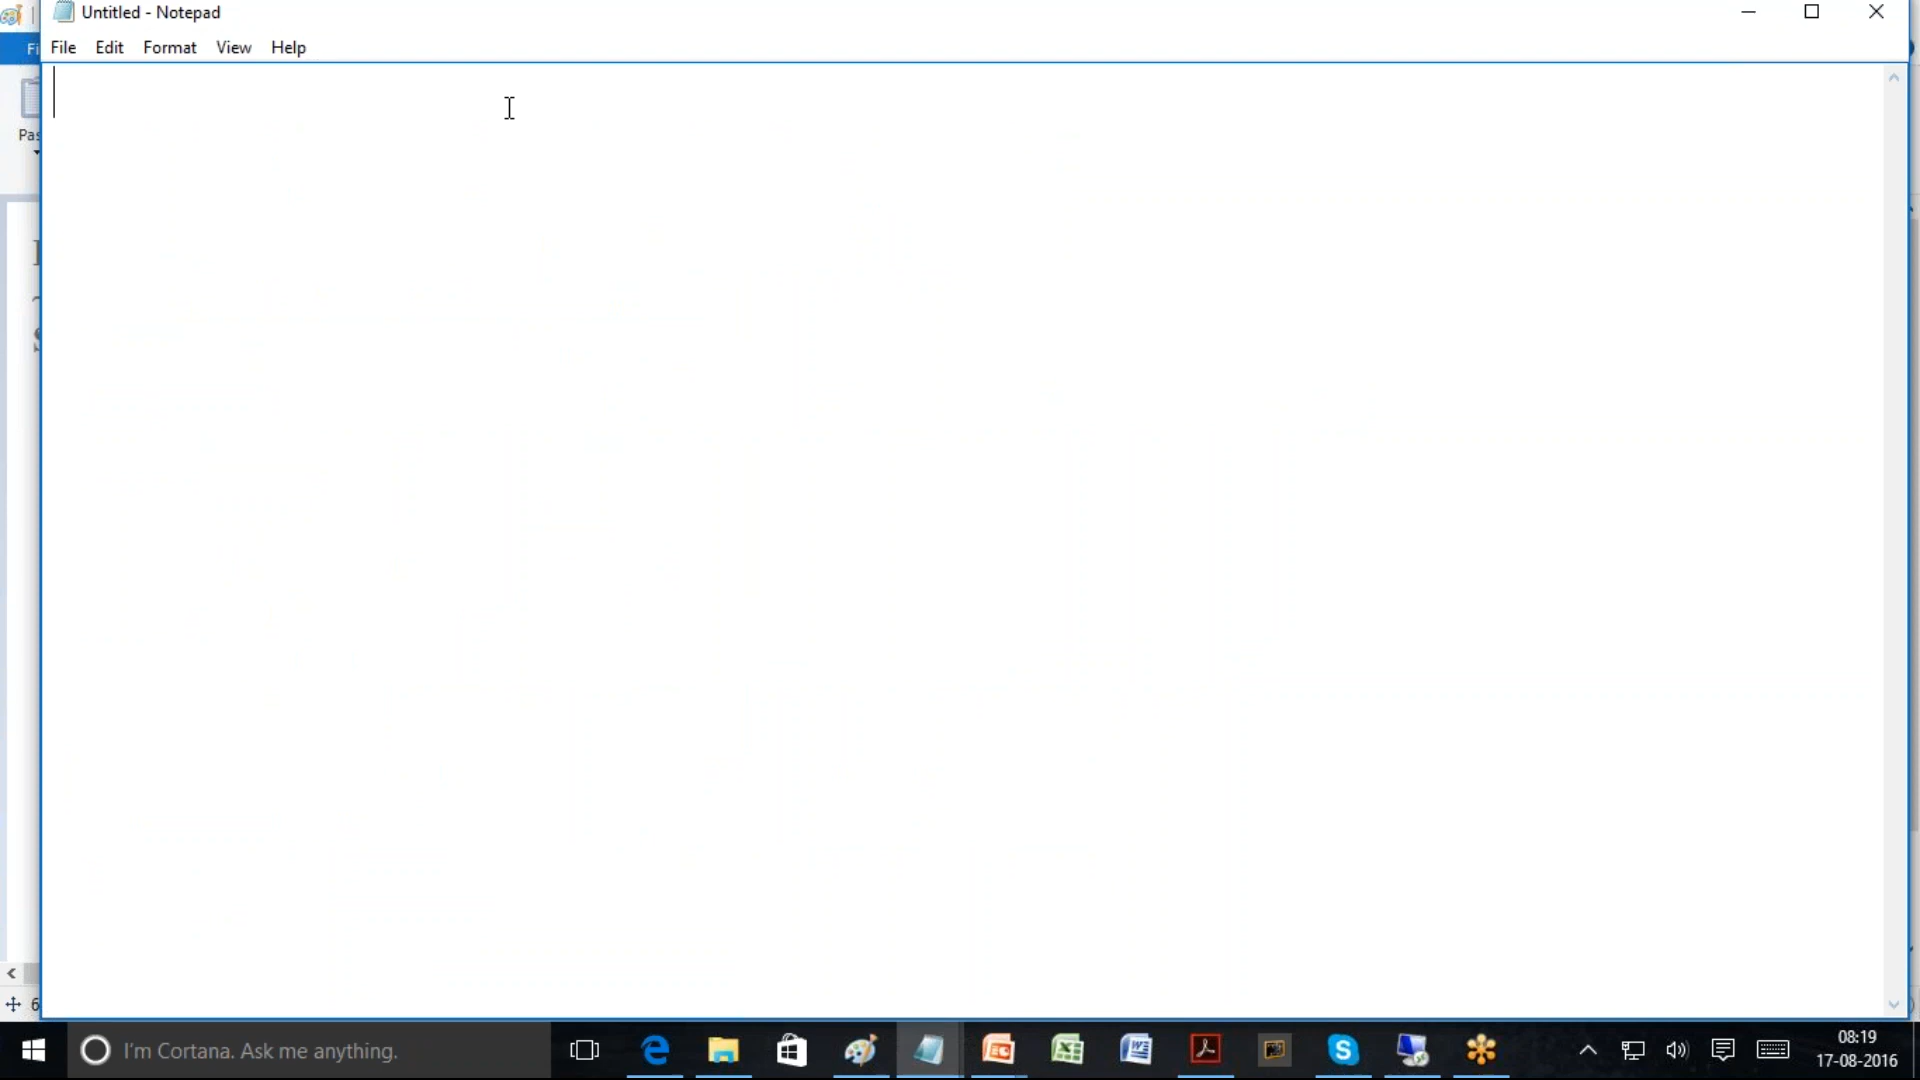 Untitled - Notepad
File Edit Format View Help
I'm Cortana. Ask me anything.
08:19
17-08-2016